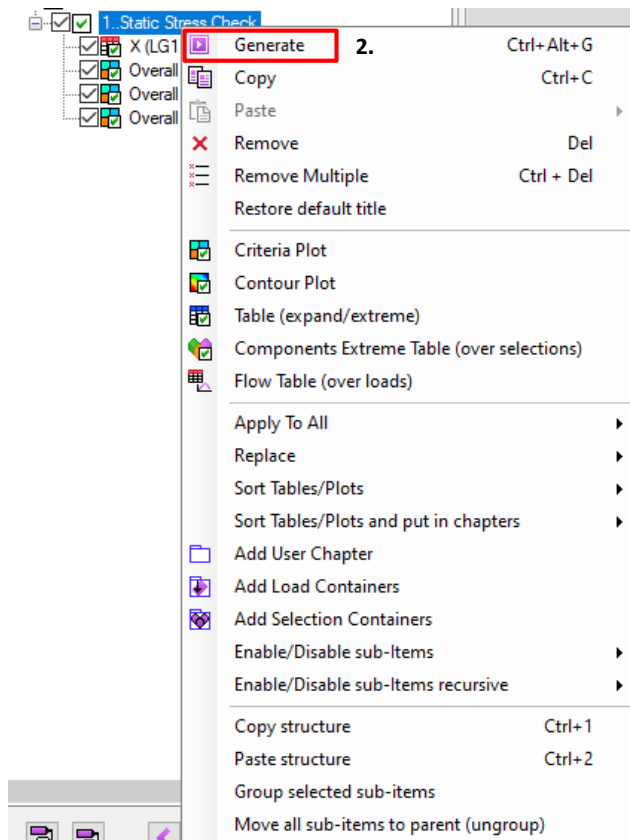 1..Static Stress Check
X (LG1
Overall
Overall
Overall
Generate 2. Ctrl+Alt+G
Copy Ctrl+C
Paste
Remove Del
Remove Multiple Ctrl + Del
Restore default title
Criteria Plot
Contour Plot
Table (expand/extreme)
Components Extreme Table (over selections)
Flow Table (over loads)
Apply To All
Replace
Sort Tables/Plots
Sort Tables/Plots and put in chapters
Add User Chapter
Add Load Containers
Add Selection Containers
Enable/Disable sub-Items
Enable/Disable sub-Items recursive
Copy structure Ctrl+1
Paste structure Ctrl+2
Group selected sub-items
Move all sub-items to parent (ungroup)